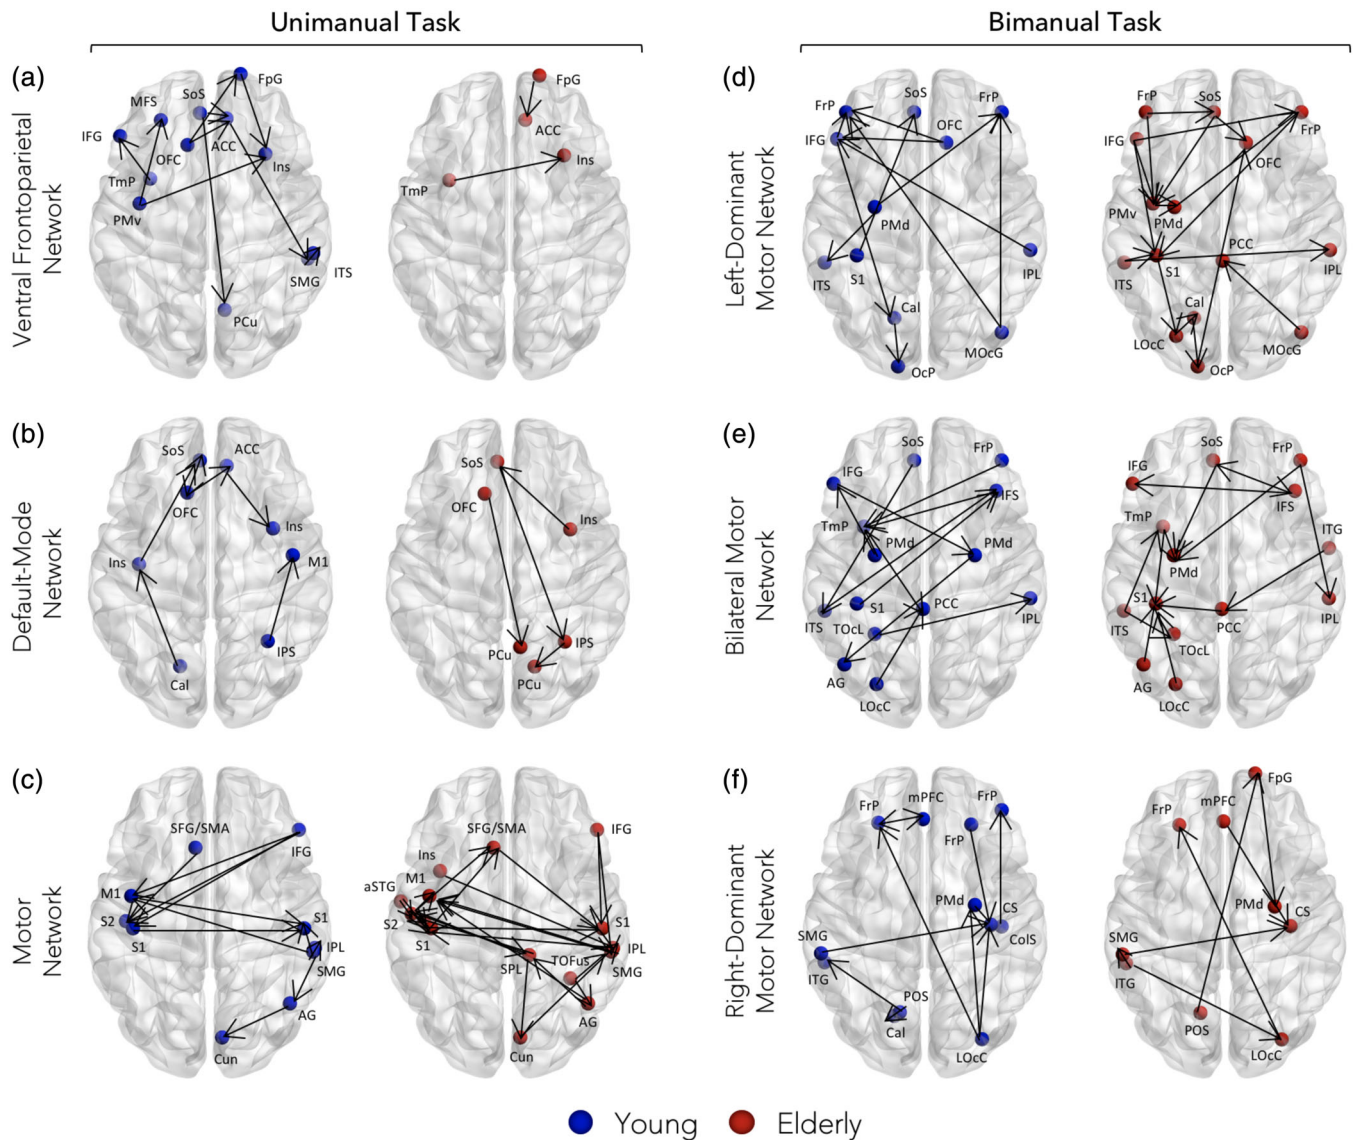 Unimanual Task
Bimanual Task
(a)
Ventral Frontoparietal
Network
FpG
MFS
SoS
IFG
OFC
ACC
Ins
TmP
PMv
SMG
ITS
PCu
FpG
ACC
Ins
TmP
(d)
Left-Dominant
Motor Network
FrP
SoS
FrP
IFG
OFC
PMd
ITS
S1
IPL
Cal
MOcG
OcP
FrP
SoS
FrP
IFG
OFC
PMv
PMd
PCC
ITS
S1
IPL
Cal
LOcC
MOcG
OcP
(b)
Default-Mode
Network
SoS
ACC
OFC
Ins
Ins
M1
IPS
Cal
SoS
OFC
Ins
PCu
IPS
PCu
(e)
Bilateral Motor
Network
SoS
FrP
IFG
IFS
TmP
PMd
PMd
S1
PCC
ITS
TOcL
IPL
AG
LOcC
SoS
FrP
IFG
IFS
TmP
ITG
PMd
S1
ITS
PCC
IPL
TOcL
AG
LOcC
(c)
Motor
Network
SFG/SMA
IFG
M1
S2
S1
S1
IPL
SMG
AG
Cun
SFG/SMA
IFG
Ins
M1
aSTG
S2
S1
S1
IPL
SPL
TOFus
SMG
AG
Cun
(f)
Right-Dominant
Motor Network
FrP
mPFC
FrP
FrP
PMd
CS
ColS
SMG
ITG
POS
Cal
LOcC
FpG
FrP
mPFC
PMd
CS
SMG
ITG
POS
LOcC
Young
Elderly